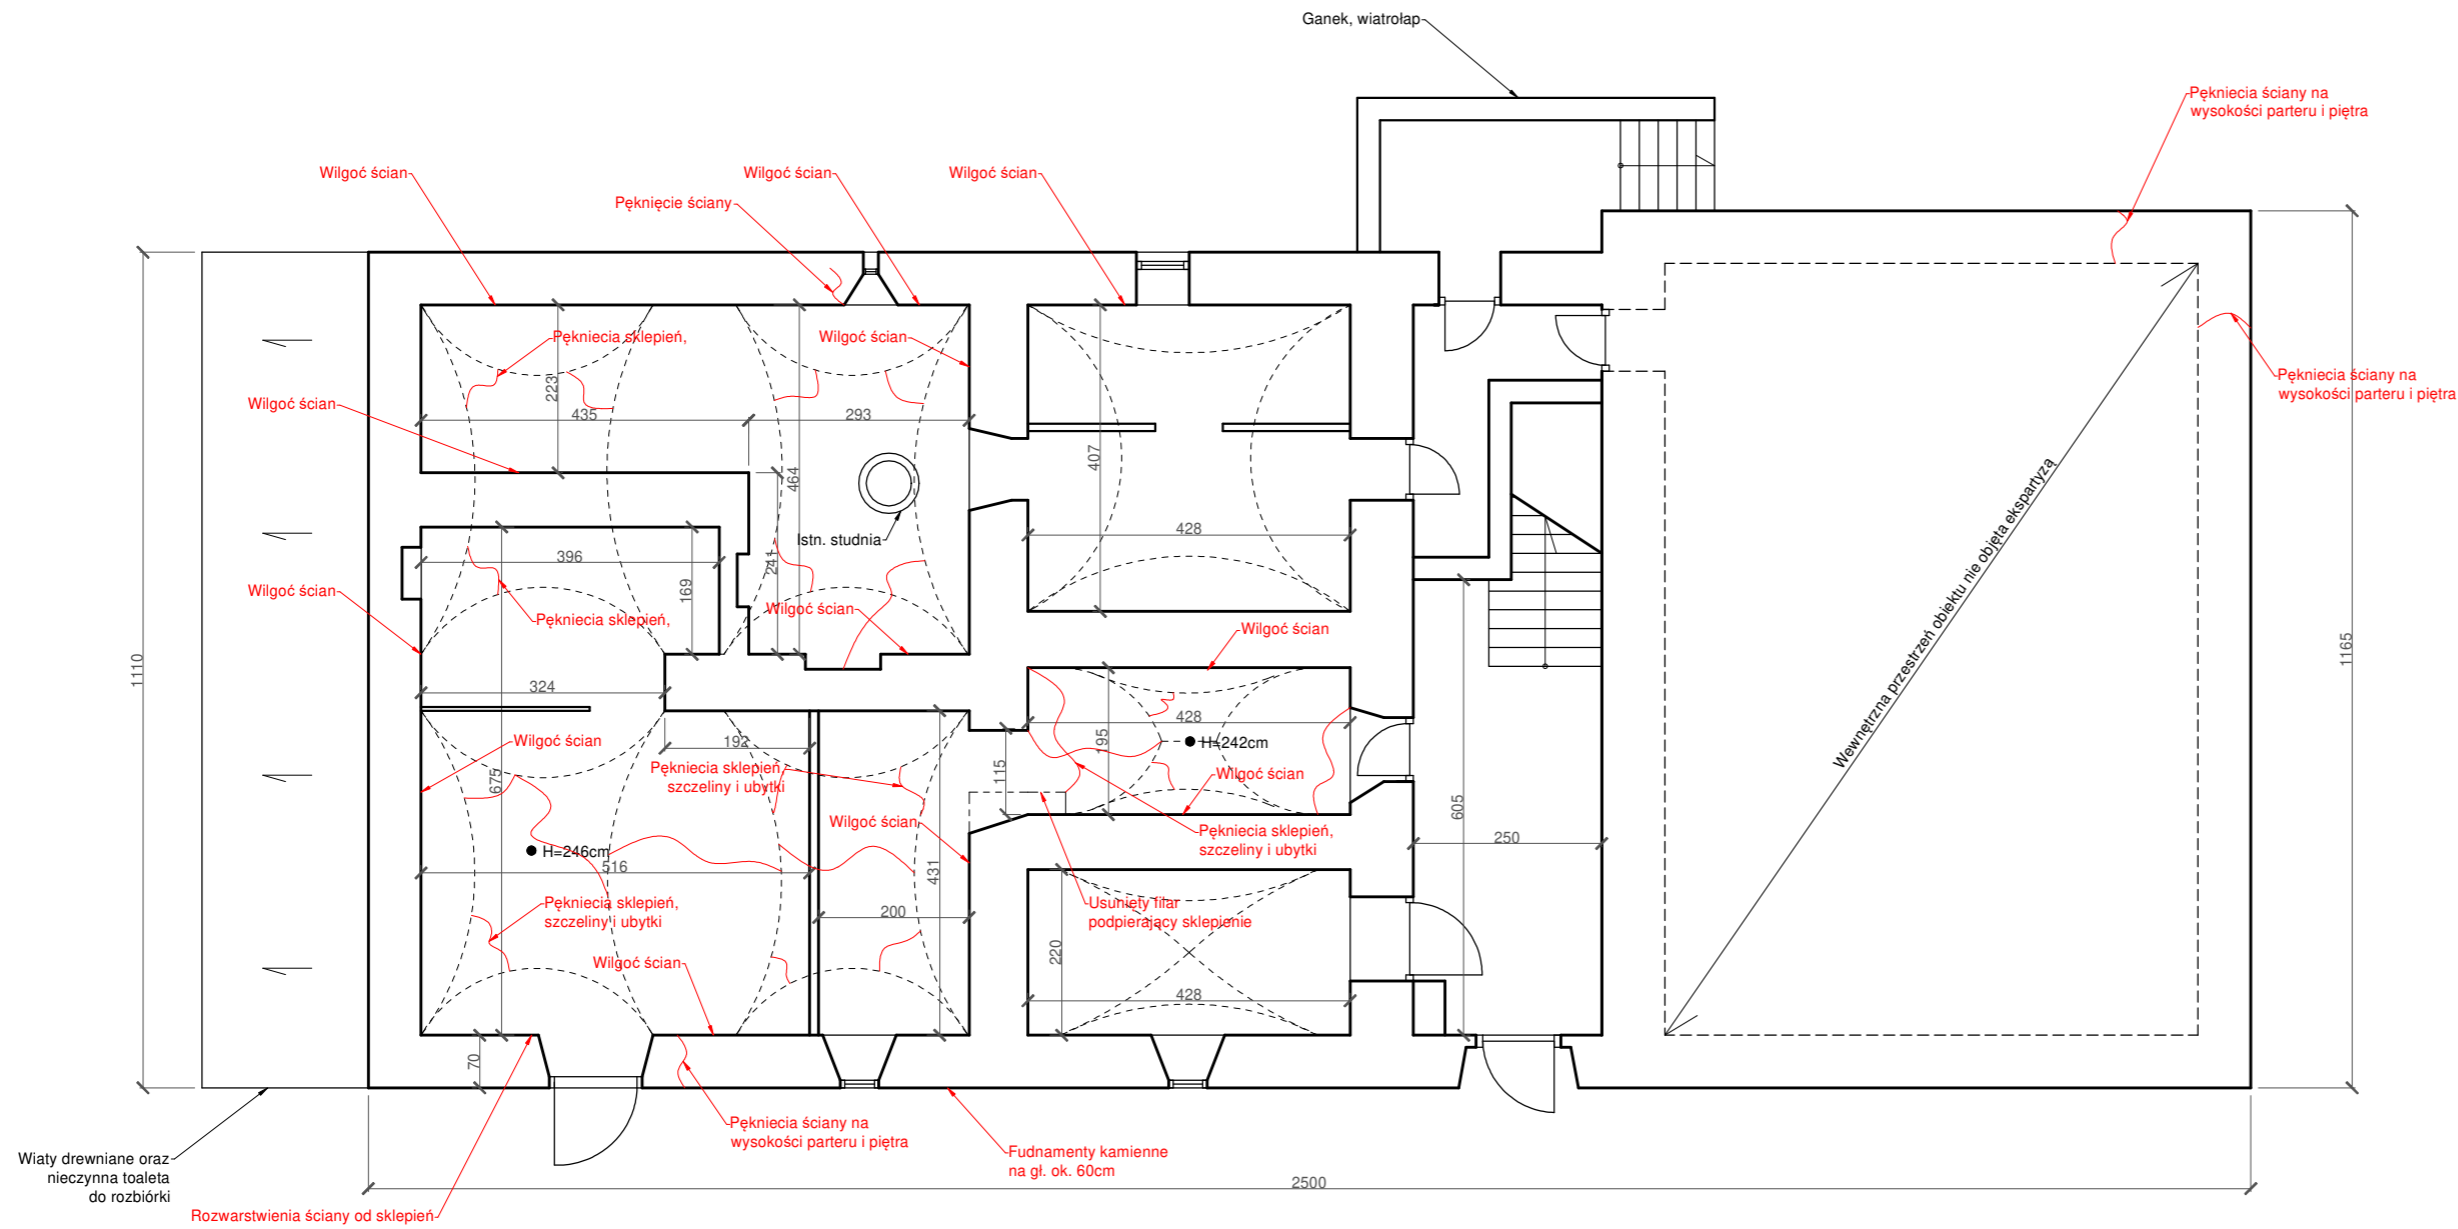 Ganek, wiatrołap
Pękniecia ściany na
wysokości parteru i piętra
Wilgoć ścian
Wilgoć ścian
Wilgoć ścian
Pęknięcie ściany
Pękniecia sklepień,
Wilgoć ścian
Pękniecia ściany na
wysokości parteru i piętra
223
Wilgoć ścian
435
293
407
464
Wewnętrzna przestrzeń obiektu nie objęta ekspartyzą
428
Istn. studnia
396
241
169
Wilgoć ścian
Wilgoć ścian
Pękniecia sklepień,
Wilgoć ścian
1110
1165
324
428
Wilgoć ścian
192
195
H=242cm
Pękniecia sklepień,
szczeliny i ubytki
115
Wilgoć ścian
675
605
Wilgoć ścian
Pękniecia sklepień,
szczeliny i ubytki
250
H=246cm
516
431
Pękniecia sklepień,
szczeliny i ubytki
200
Usunięty filar
podpierający sklepienie
220
Wilgoć ścian
428
70
Pękniecia ściany na
wysokości parteru i piętra
Fudnamenty kamienne
na gł. ok. 60cm
Wiaty drewniane oraz
nieczynna toaleta
do rozbiórki
2500
Rozwarstwienia ściany od sklepień